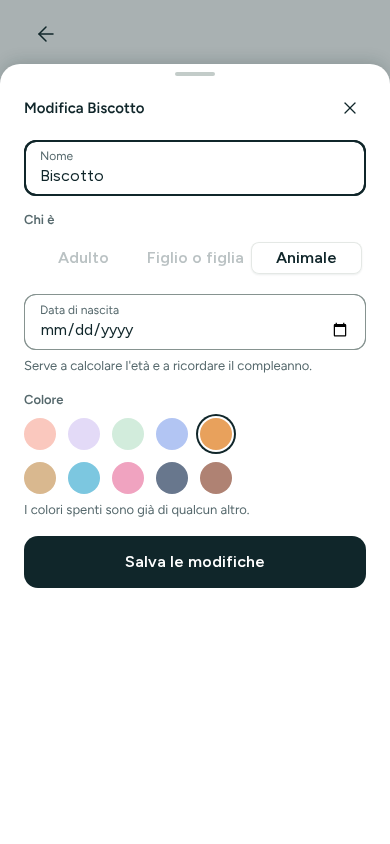 Modifica Biscotto
Nome
Biscotto
Chi è
Adulto Figlio o figlia Animale
Data di nascita
mm/dd/yyyy
Serve a calcolare l'età e a ricordare il compleanno.
Colore
I colori spenti sono già di qualcun altro.
Salva le modifiche